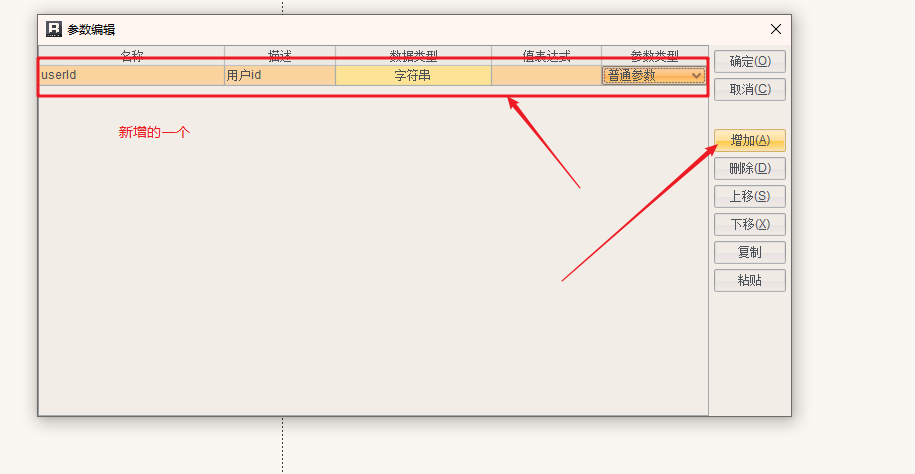 参数编辑
名称 描述 数据类型 值表达式 参数类型
userId 用户id 字符串 普通参数
新增的一个
确定(O)
取消(C)
增加(A)
删除(D)
上移(S)
下移(X)
复制
粘贴